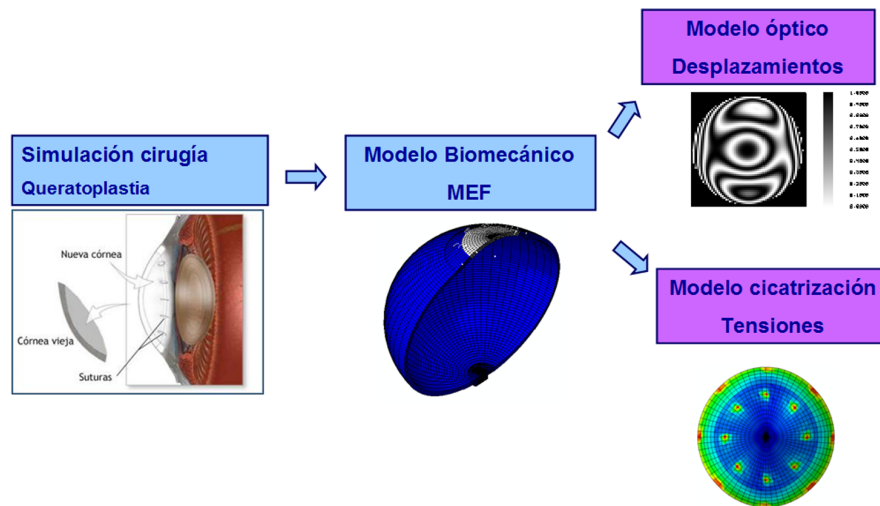 Simulación cirugía
Queratoplastia
Nueva córnea
Córnea vieja
Suturas
Modelo Biomecánico
MEF
Modelo óptico
Desplazamientos
Modelo cicatrización
Tensiones